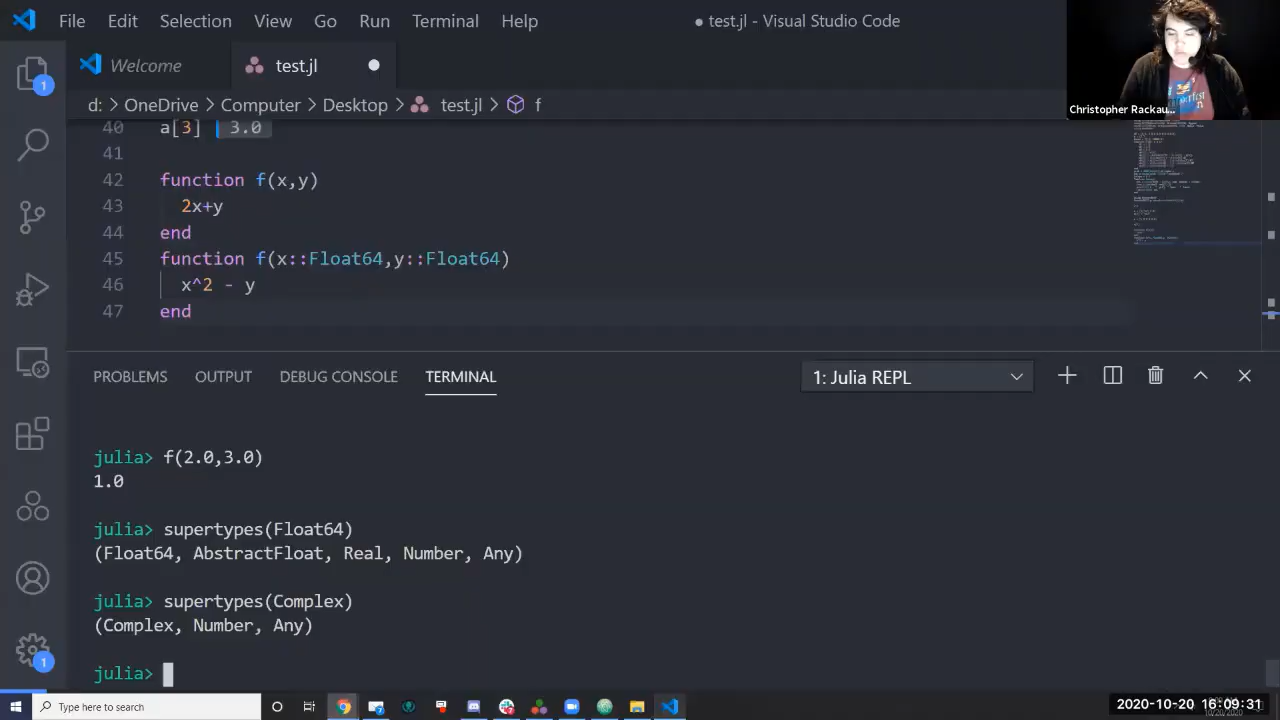 File Edit Selection View Go Run Terminal Help
● test.jl - Visual Studio Code
Welcome
test.jl
d: > OneDrive > Computer > Desktop > test.jl > f
Christopher Rackau...
40 a[3] 3.0
41
42 function f(x,y)
43 2x+y
44 end
45 function f(x::Float64,y::Float64)
46 x^2 - y
47 end
PROBLEMS OUTPUT DEBUG CONSOLE TERMINAL
1: Julia REPL
julia> f(2.0,3.0)
1.0
julia> supertypes(Float64)
(Float64, AbstractFloat, Real, Number, Any)
julia> supertypes(Complex)
(Complex, Number, Any)
julia>
1
1
Type here to search
2020-10-20 16:09:31